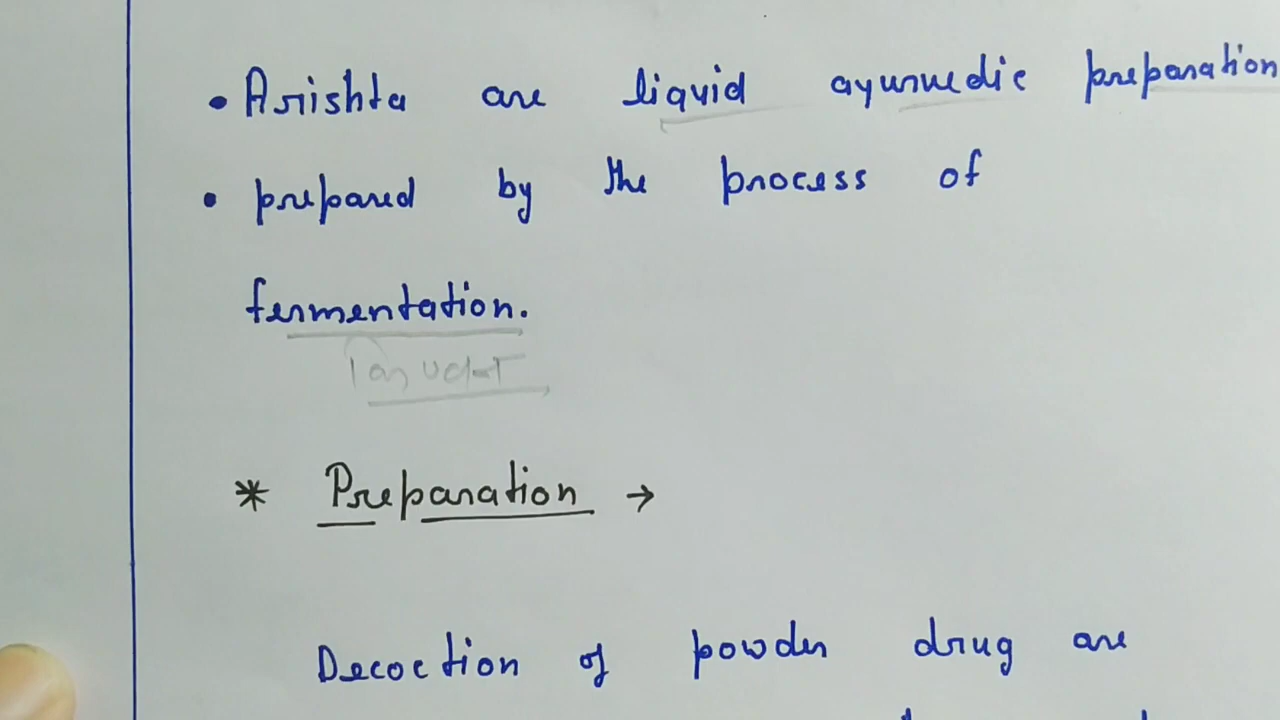 • Arishta are liquid ayurvedic preparation
• prepared by the process of
fermentation.
* Preparation →
Decoction of powder drug are